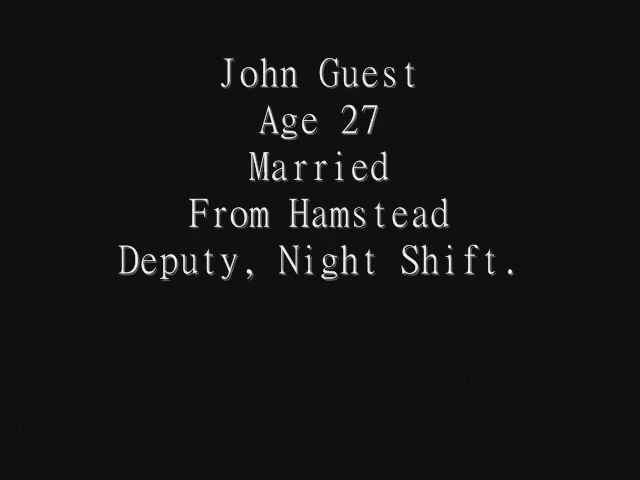 John Guest
Age 27
Married
From Hamstead
Deputy, Night Shift.